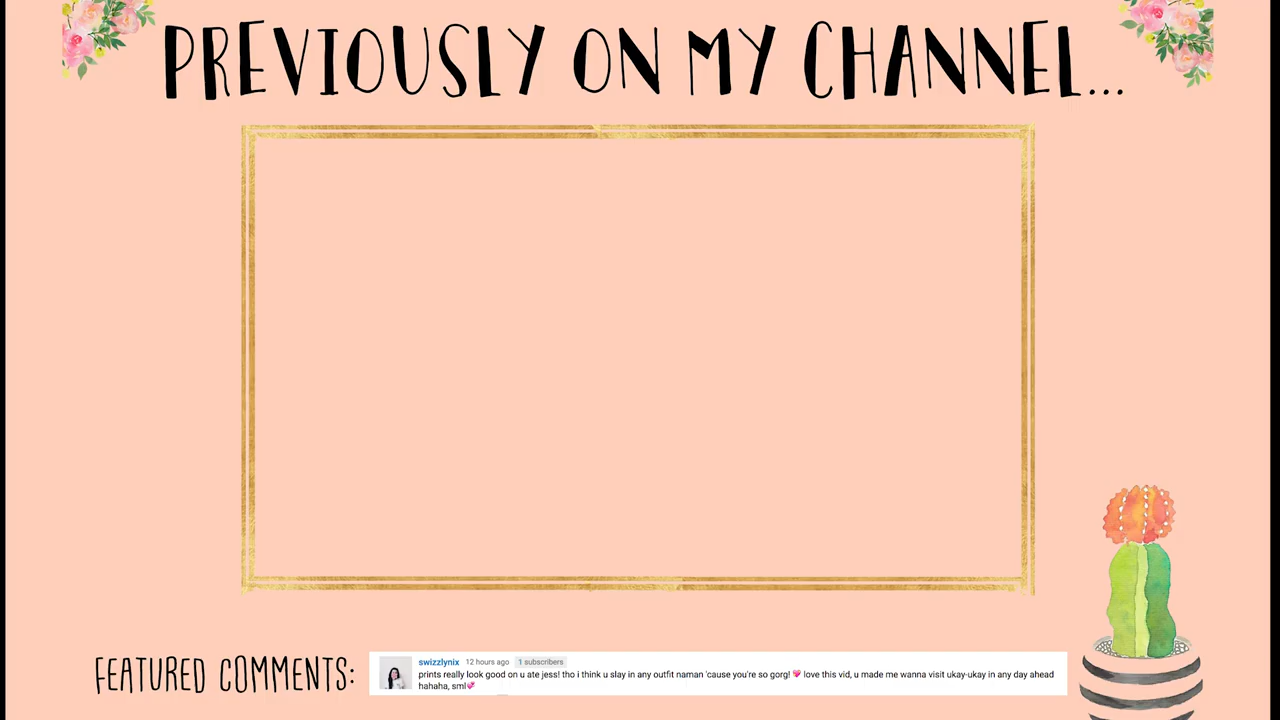 PREVIOUSLY ON MY CHANNEL...
FEATURED COMMENTS:
swizzlynix 12 hours ago 1 subscribers
prints really look good on u ate jess! tho i think u slay in any outfit naman 'cause you're so gorg! 💖 love this vid, u made me wanna visit ukay-ukay in any day ahead
hahaha, sml💞